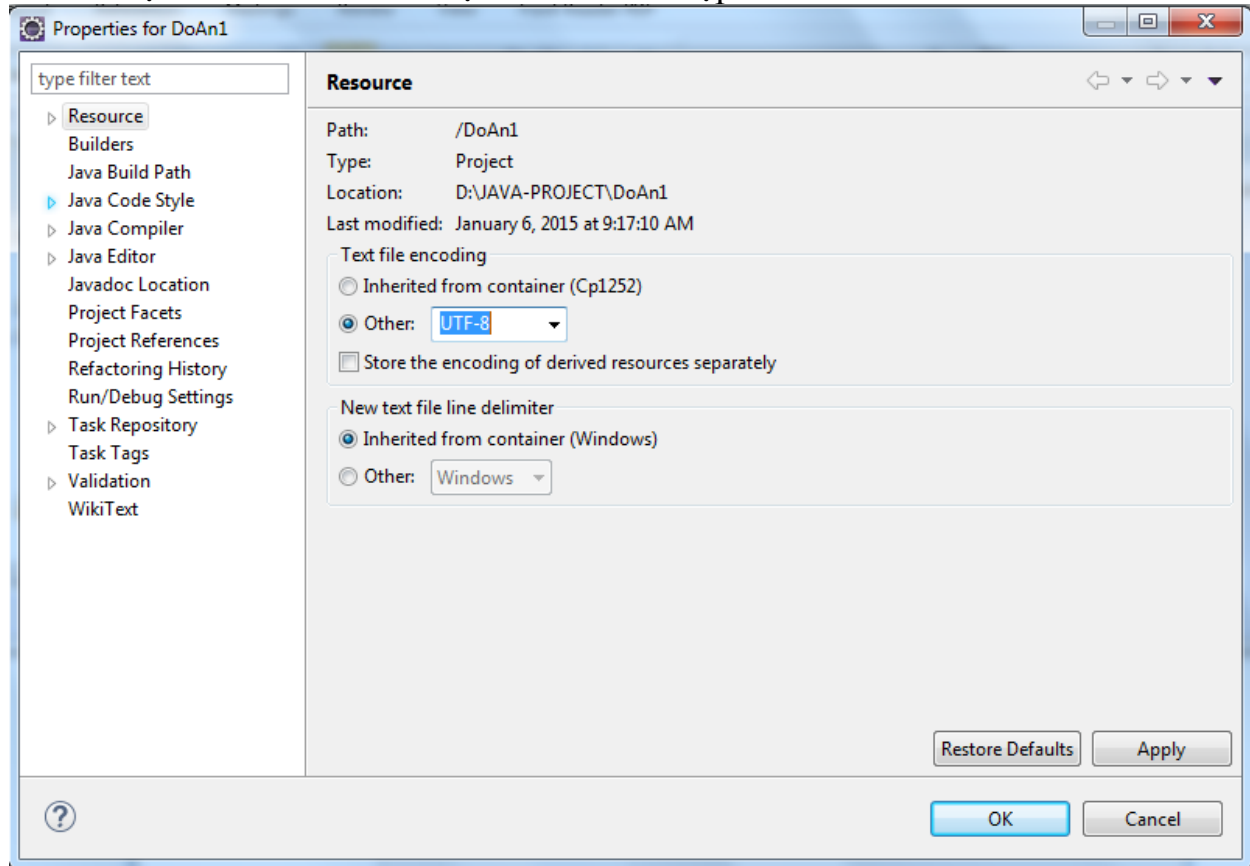 Properties for DoAn1
type filter text
Resource
Builders
Java Build Path
Java Code Style
Java Compiler
Java Editor
Javadoc Location
Project Facets
Project References
Refactoring History
Run/Debug Settings
Task Repository
Task Tags
Validation
WikiText
Resource
Path: /DoAn1
Type: Project
Location: D:\JAVA-PROJECT\DoAn1
Last modified: January 6, 2015 at 9:17:10 AM
Text file encoding
Inherited from container (Cp1252)
Other: UTF-8
Store the encoding of derived resources separately
New text file line delimiter
Inherited from container (Windows)
Other: Windows
Restore Defaults Apply
OK Cancel